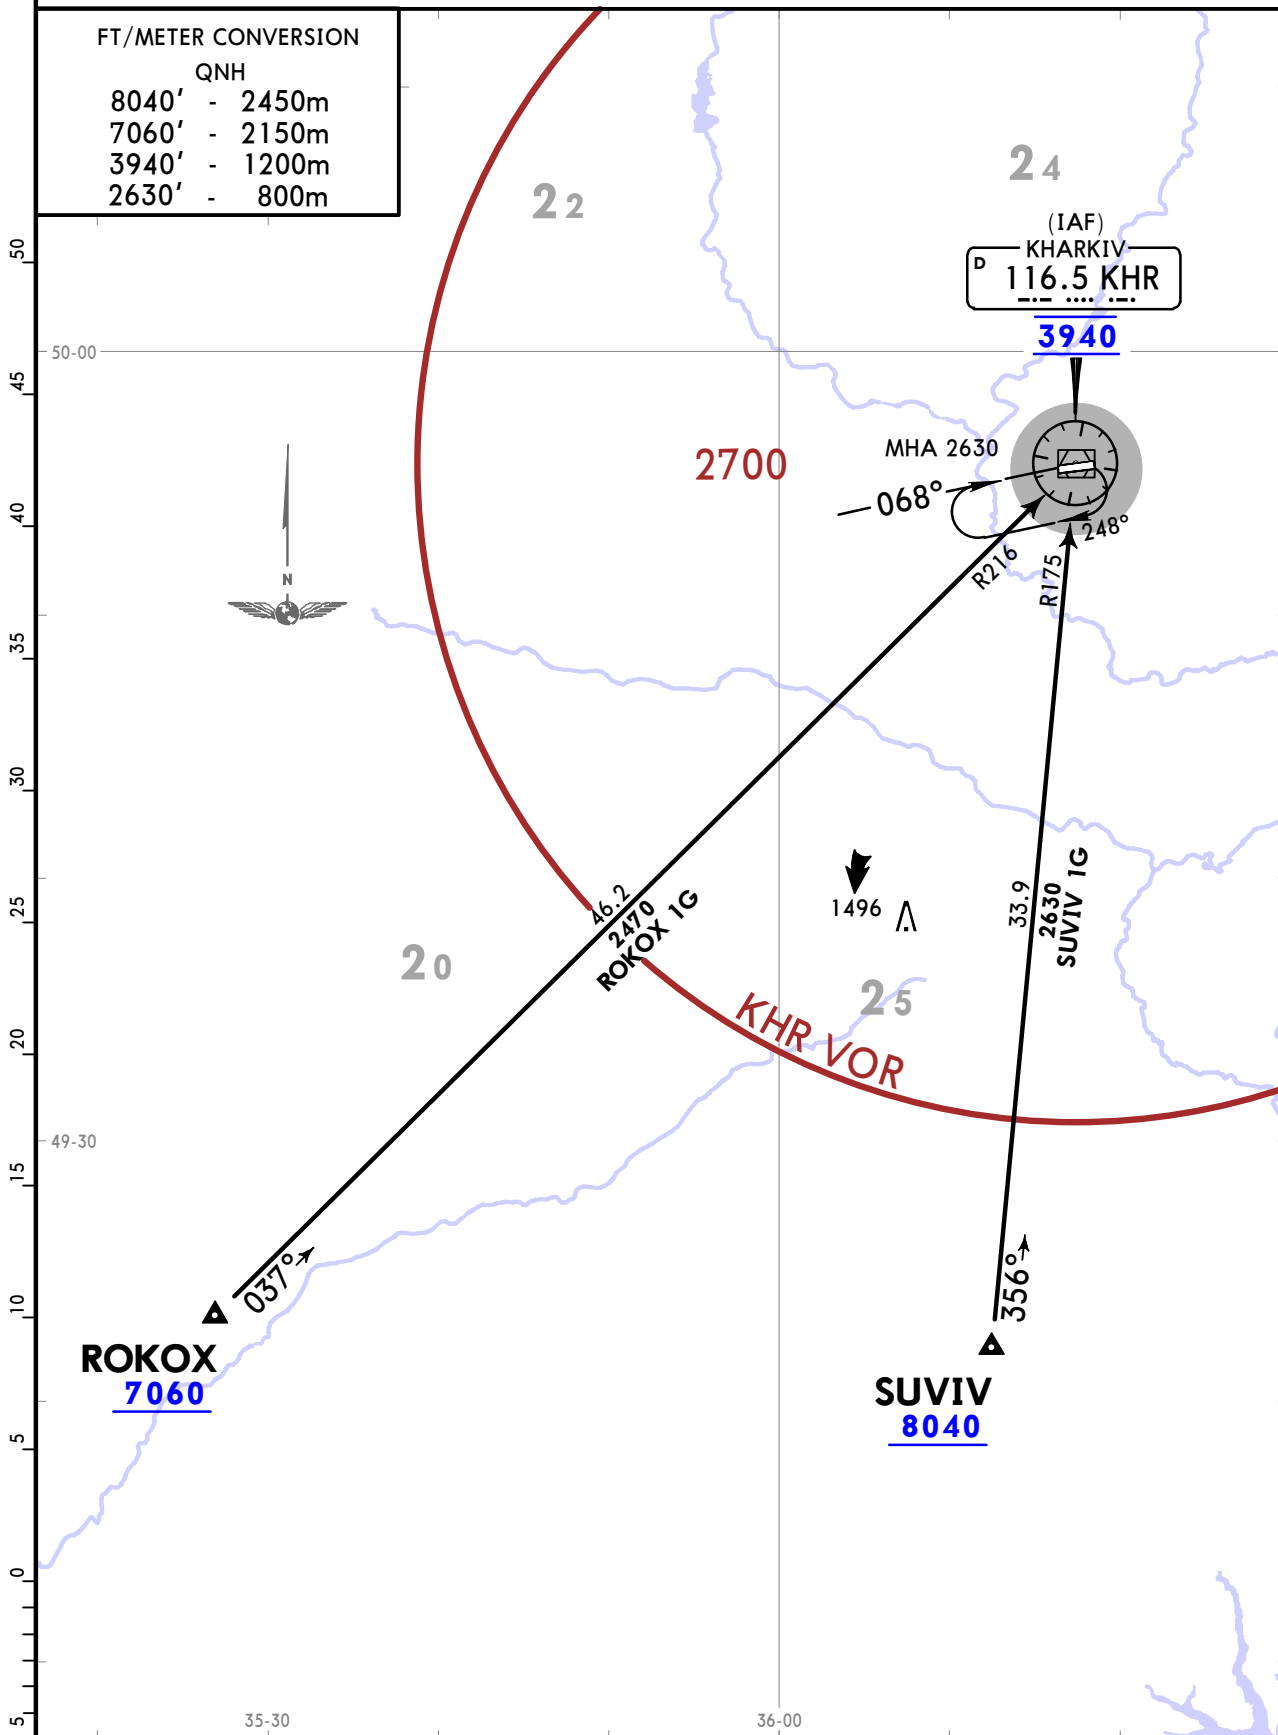 FT/METER CONVERSION
QNH
8040' - 2450m
7060' - 2150m
3940' - 1200m
2630' - 800m
22
24
(IAF)
KHARKIV
D 116.5 KHR
3940
50
50-00
45
2700
MHA 2630
068°
248°
40
N
R216
R175
35
30
46.2
2470
ROKOX 1G
1496
33.9
2630
SUVIV 1G
25
20
25
KHR VOR
20
49-30
15
037°
356°
10
ROKOX
7060
SUVIV
8040
5
0
5
35-30
36-00